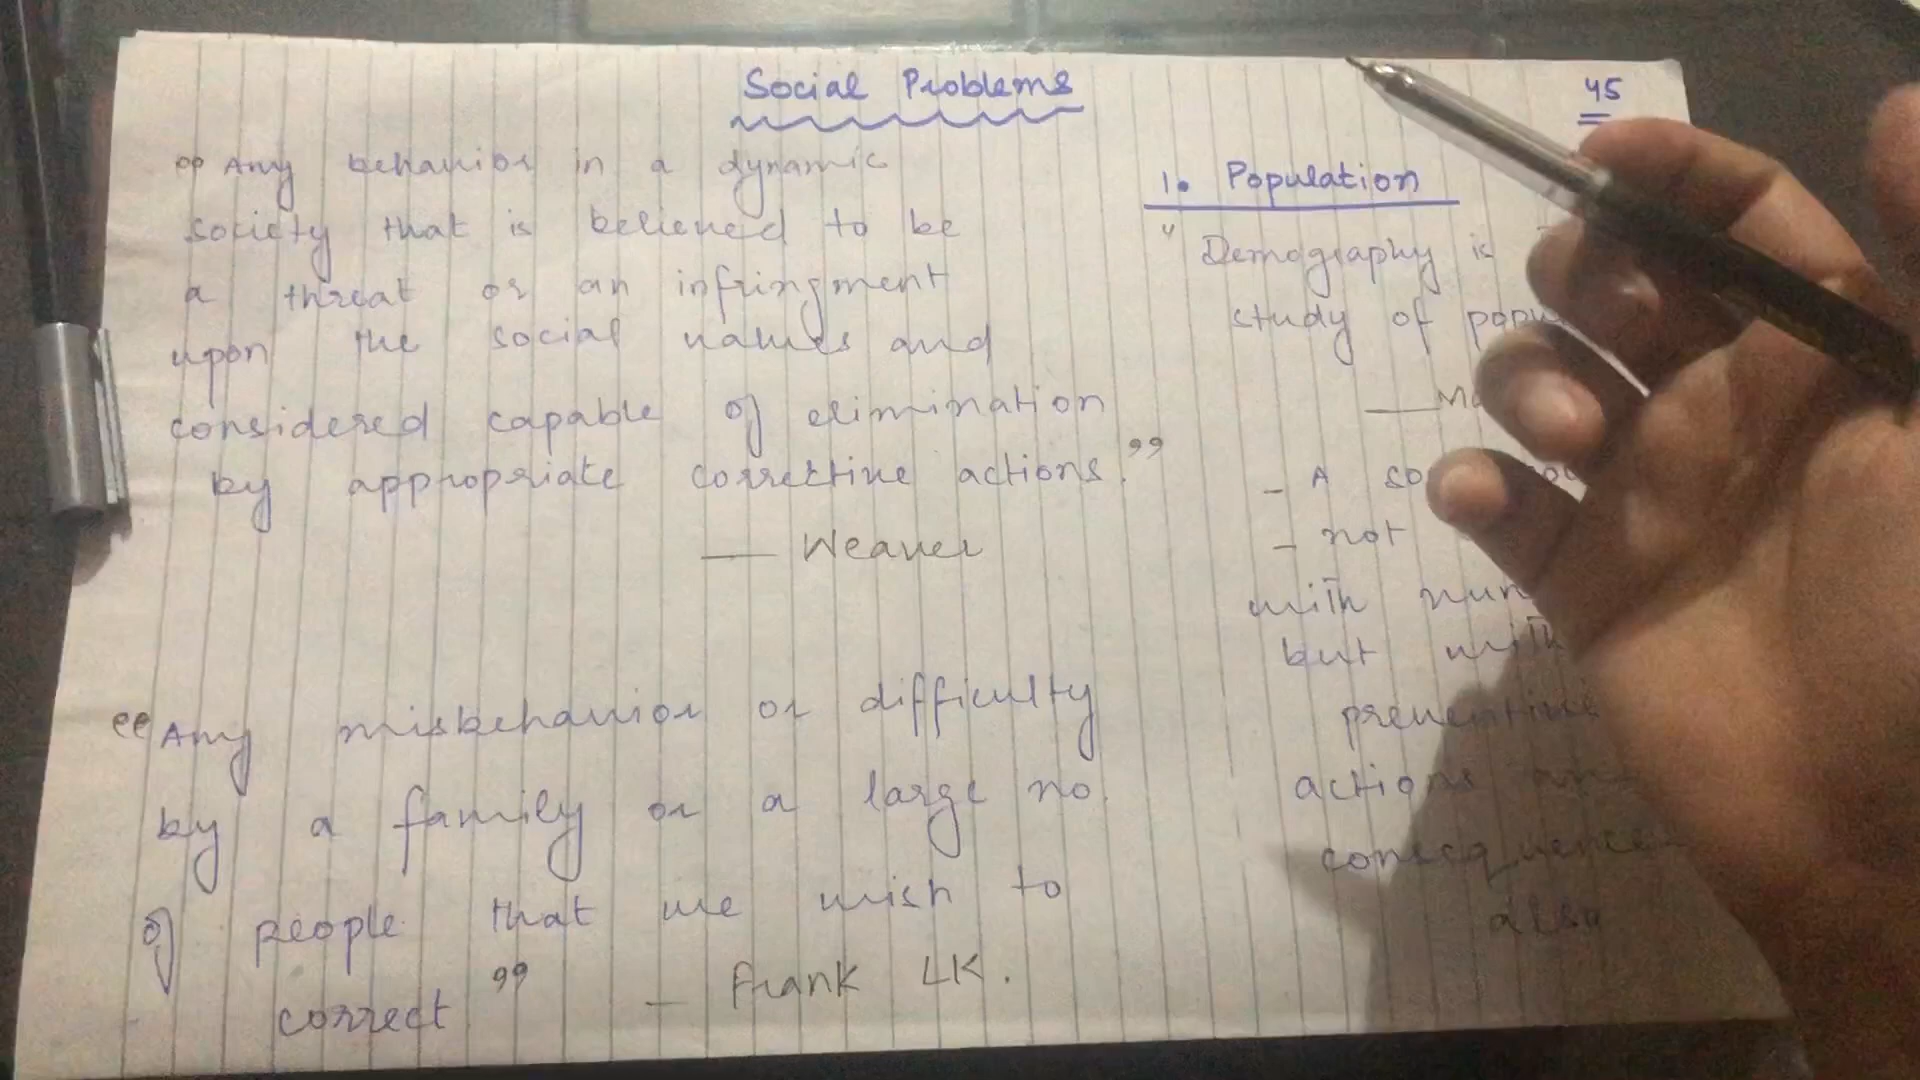 Social Problems
45
"Any behavior in a dynamic
society that is believed to be
a threat or an infringment
upon the social values and
considered capable of elimination
by appropriate corrective actions."
— Weaver
"Any misbehavior or difficulty
by a family or a large no.
of people that we wish to
correct" — Frank LK.
1. Population
" Demography is
study of
—
- A
- not
with
but with
preventive
actions
also